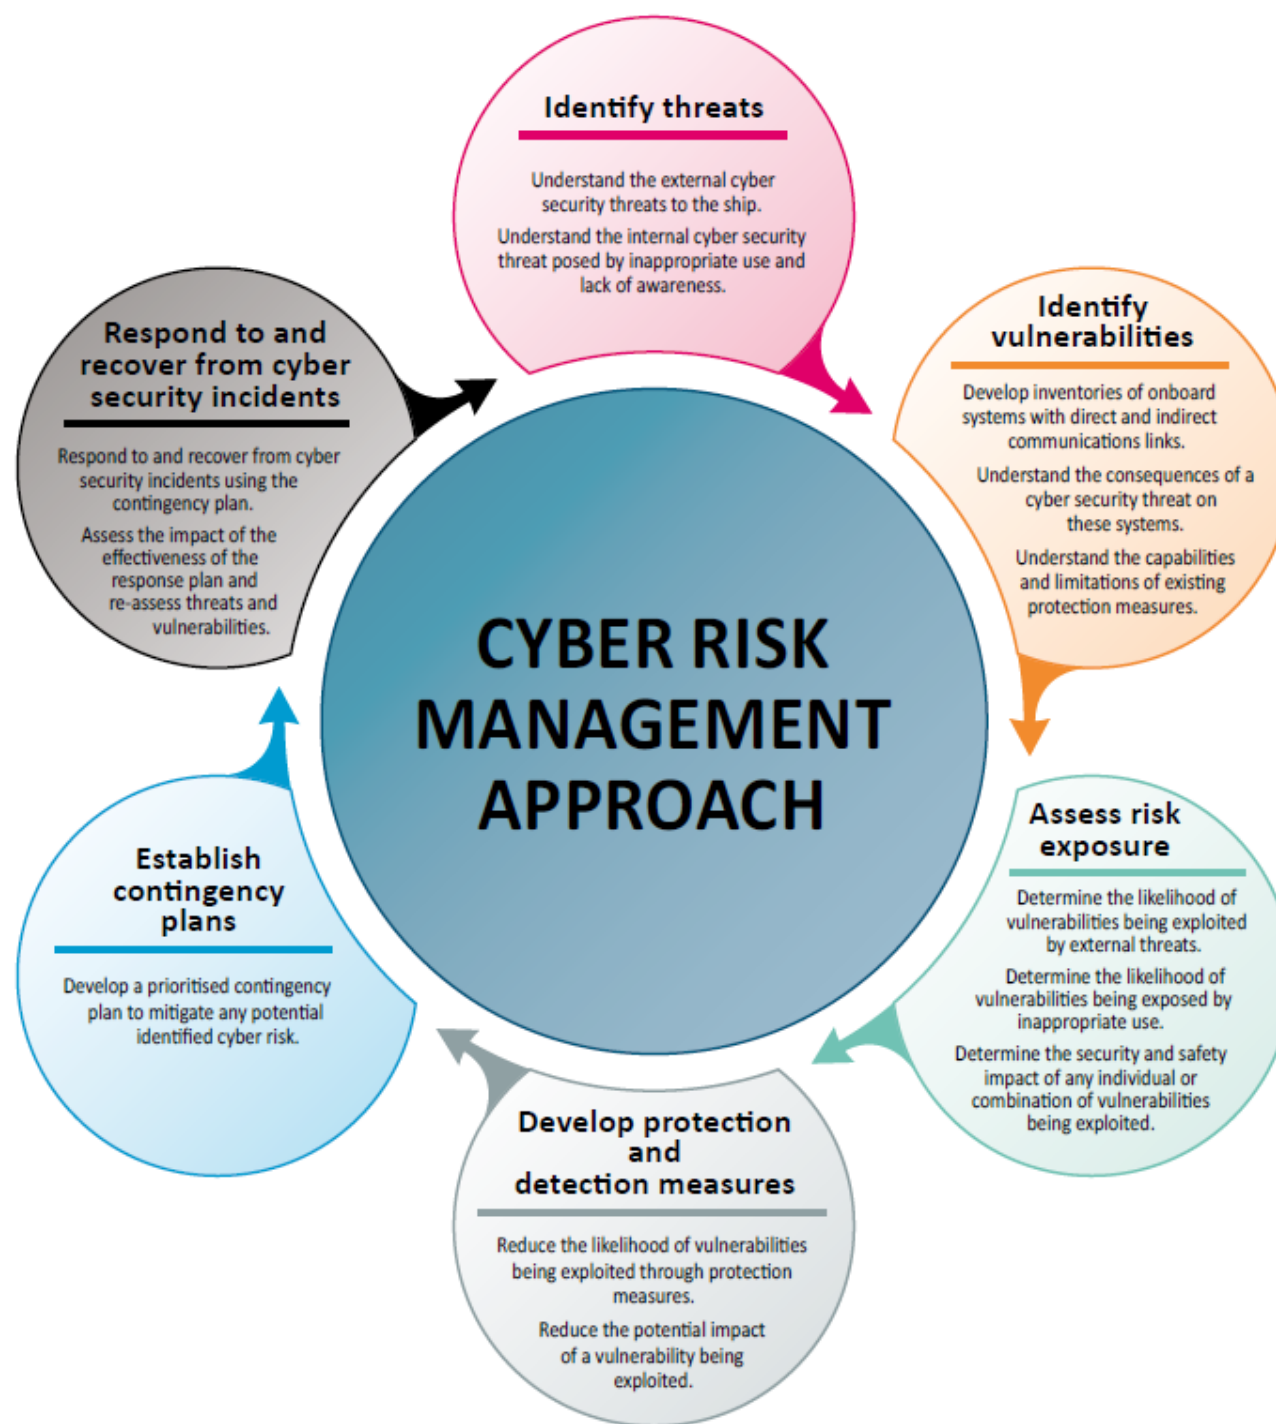 Identify threats
Understand the external cyber
security threats to the ship.
Understand the internal cyber security
threat posed by inappropriate use and
lack of awareness.
Identify
vulnerabilities
Develop inventories of onboard
systems with direct and indirect
communications links.
Understand the consequences of a
cyber security threat on
these systems.
Understand the capabilities
and limitations of existing
protection measures.
Assess risk
exposure
Determine the likelihood of
vulnerabilities being exploited
by external threats.
Determine the likelihood of
vulnerabilities being exposed by
inappropriate use.
Determine the security and safety
impact of any individual or
combination of vulnerabilities
being exploited.
Develop protection
and
detection measures
Reduce the likelihood of vulnerabilities
being exploited through protection
measures.
Reduce the potential impact
of a vulnerability being
exploited.
Establish
contingency
plans
Develop a prioritised contingency
plan to mitigate any potential
identified cyber risk.
Respond to and
recover from cyber
security incidents
Respond to and recover from cyber
security incidents using the
contingency plan.
Assess the impact of the
effectiveness of the
response plan and
re-assess threats and
vulnerabilities.
CYBER RISK
MANAGEMENT
APPROACH